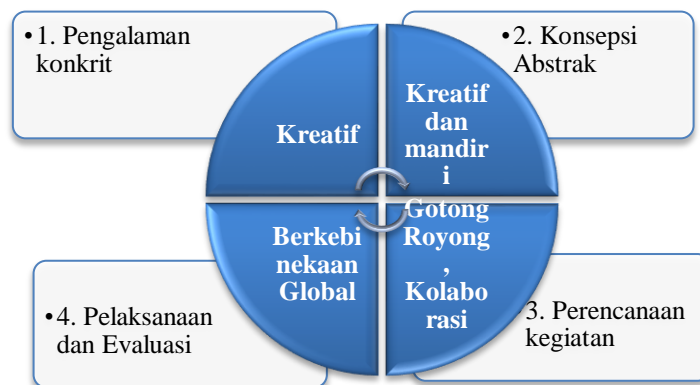 •1. Pengalaman
konkrit
•2. Konsepsi
Abstrak
Kreatif
Kreatif
dan
mandir
i
Berkebi
nekaan
Global
Gotong
Royong
,
Kolabo
rasi
•4. Pelaksanaan
dan Evaluasi
3. Perencanaan
kegiatan